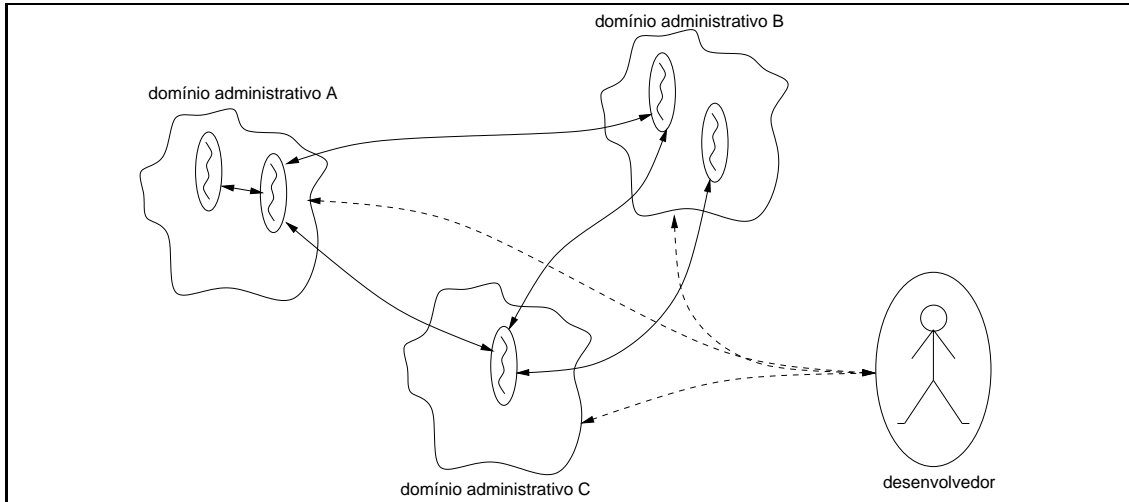 domínio administrativo B
domínio administrativo A
domínio administrativo C
desenvolvedor